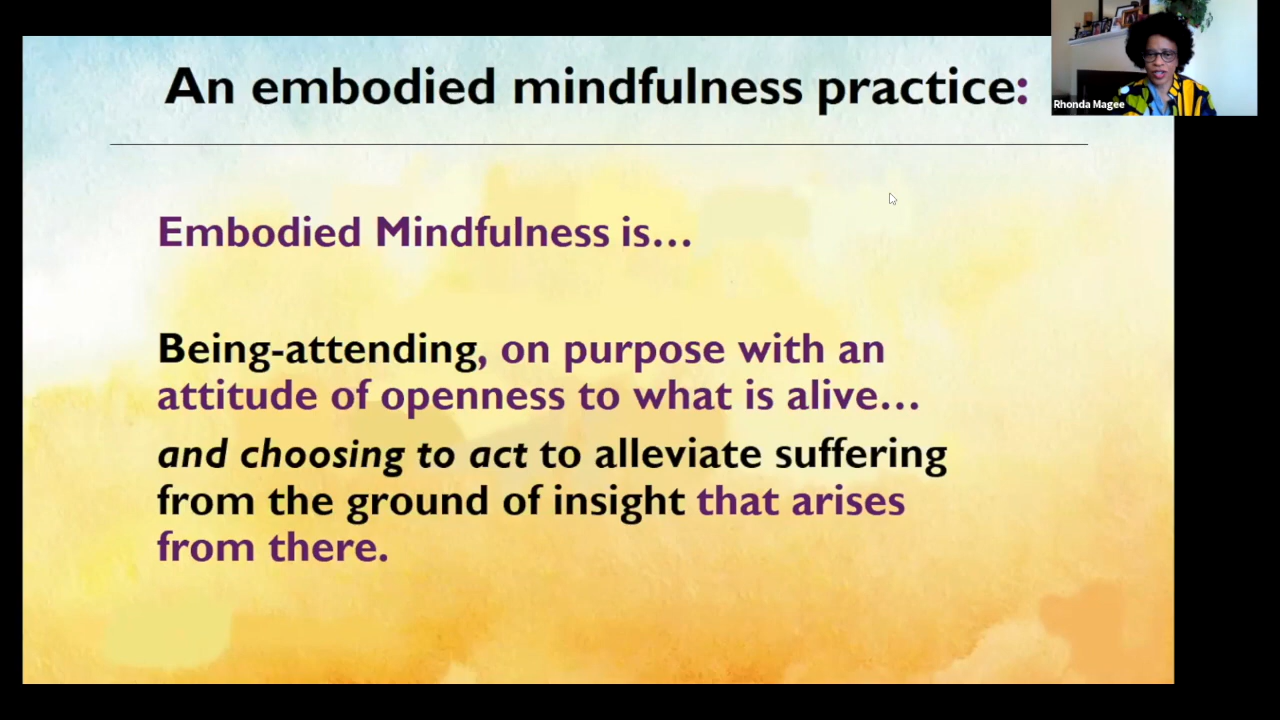 An embodied mindfulness practice:
Rhonda Magee
Embodied Mindfulness is...
Being-attending, on purpose with an
attitude of openness to what is alive...
and choosing to act to alleviate suffering
from the ground of insight that arises
from there.